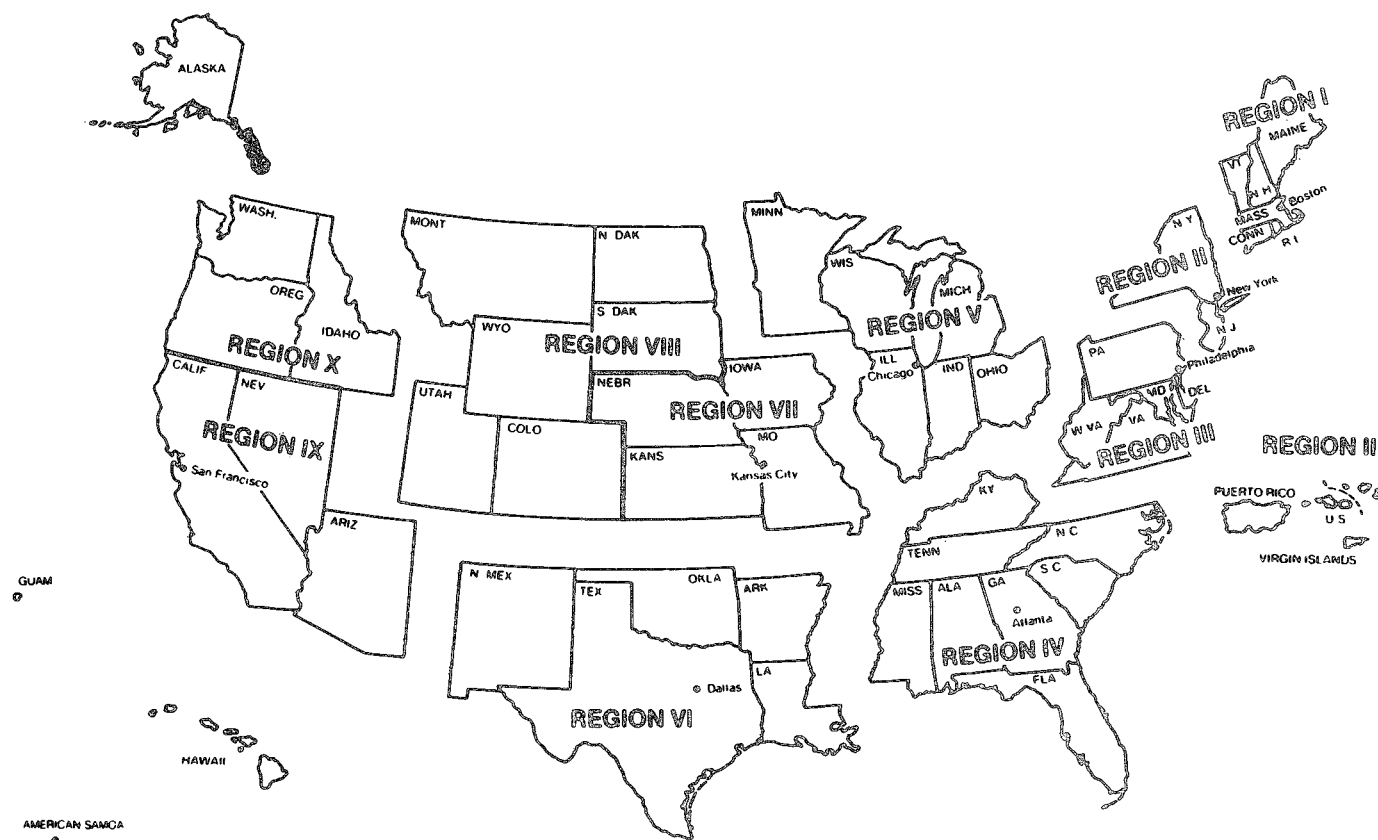 ALASKA
REGION I
MAINE
VT
N H
Boston
MASS
CONN
R I
WASH.
MONT
N DAK
MINN
WIS
MICH
N Y
REGION II
New York
N J
OREG
IDAHO
REGION X
WYO
S DAK
REGION VIII
REGION V
PA
Philadelphia
CALIF
NEV
UTAH
NEBR
IOWA
ILL
Chicago
IND
OHIO
MD
DEL
W VA
VA
REGION III
REGION IX
San Francisco
COLO
REGION VII
KANS
MO
Kansas City
KY
REGION II
PUERTO RICO
U S
VIRGIN ISLANDS
ARIZ
N MEX
TEX
OKLA
ARK
TENN
N C
S C
MISS
ALA
GA
Atlanta
REGION IV
FLA
GUAM
LA
Dallas
REGION VI
HAWAII
AMERICAN SAMOA